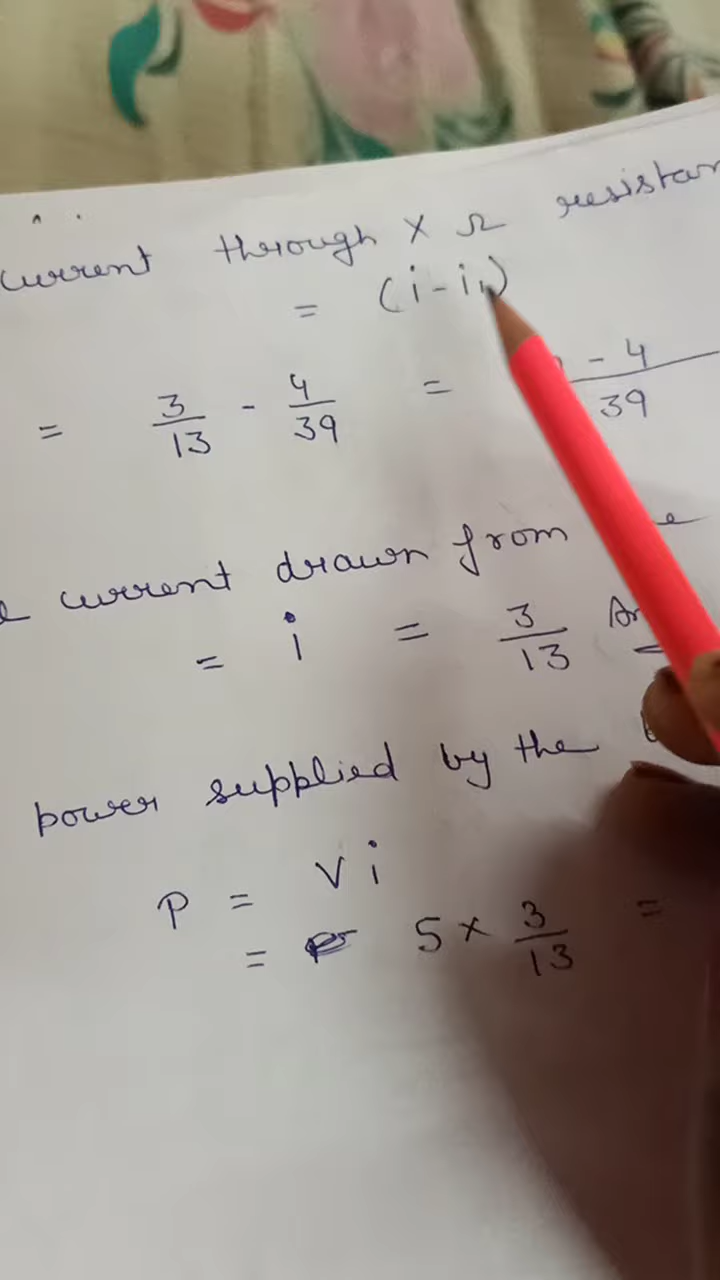 current through X Ω
= (i - i₁)
= 3/13 - 4/39 = - 4/39
current drawn from
= i = 3/13
power supplied by the
P = Vi
= 5 × 3/13 =